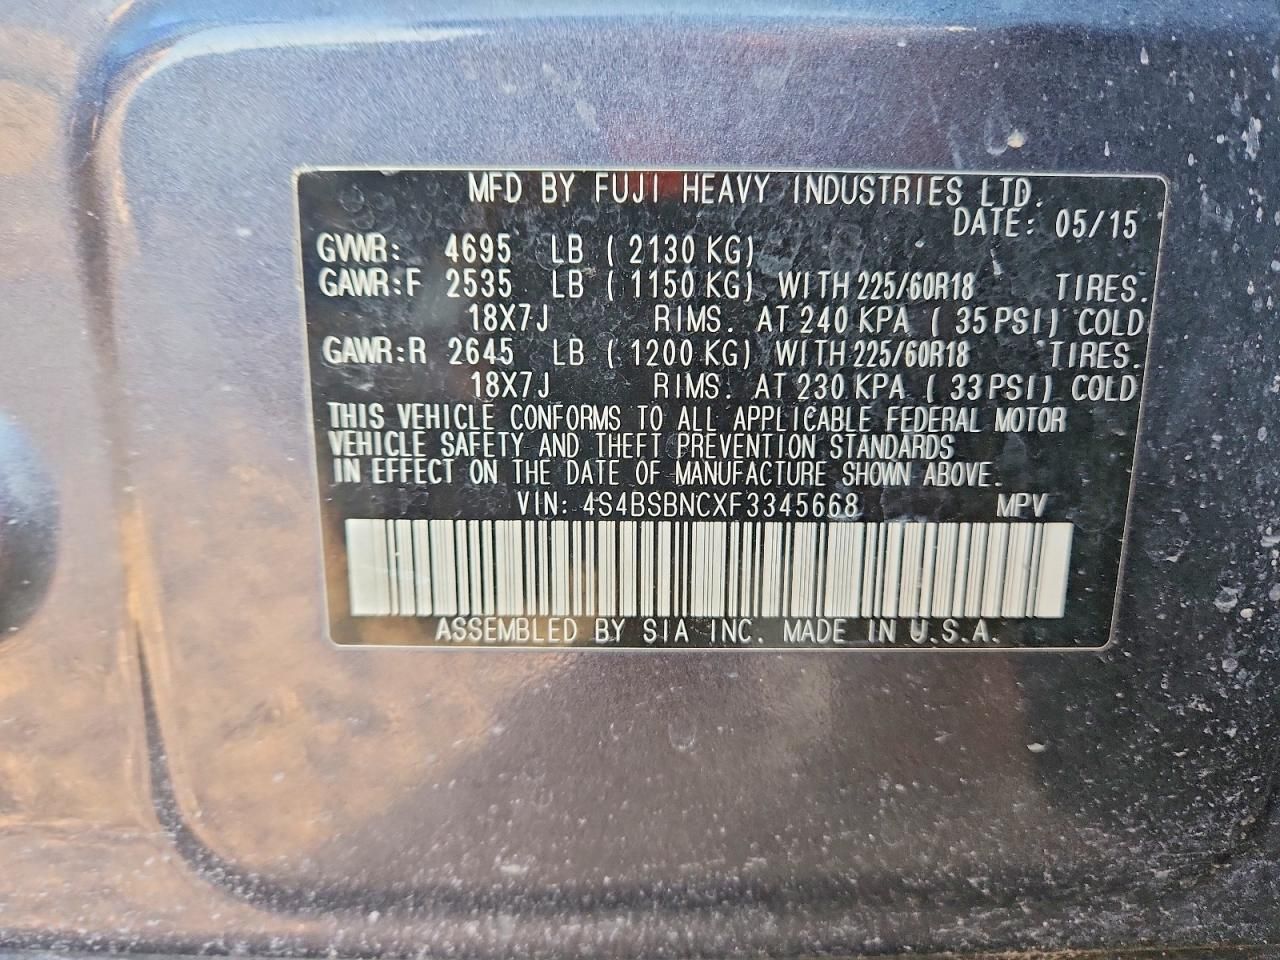 MFD BY FUJI HEAVY INDUSTRIES LTD.
DATE: 05/15
GVWR: 4695 LB ( 2130 KG)
GAWR:F 2535 LB ( 1150 KG) WITH 225/60R18 TIRES.
18X7J RIMS. AT 240 KPA ( 35 PSI) COLD
GAWR:R 2645 LB ( 1200 KG) WITH 225/60R18 TIRES.
18X7J RIMS. AT 230 KPA ( 33 PSI) COLD
THIS VEHICLE CONFORMS TO ALL APPLICABLE FEDERAL MOTOR
VEHICLE SAFETY AND THEFT PREVENTION STANDARDS
IN EFFECT ON THE DATE OF MANUFACTURE SHOWN ABOVE.
VIN: 4S4BSBNCXF3345668 MPV
ASSEMBLED BY SIA INC. MADE IN U.S.A.